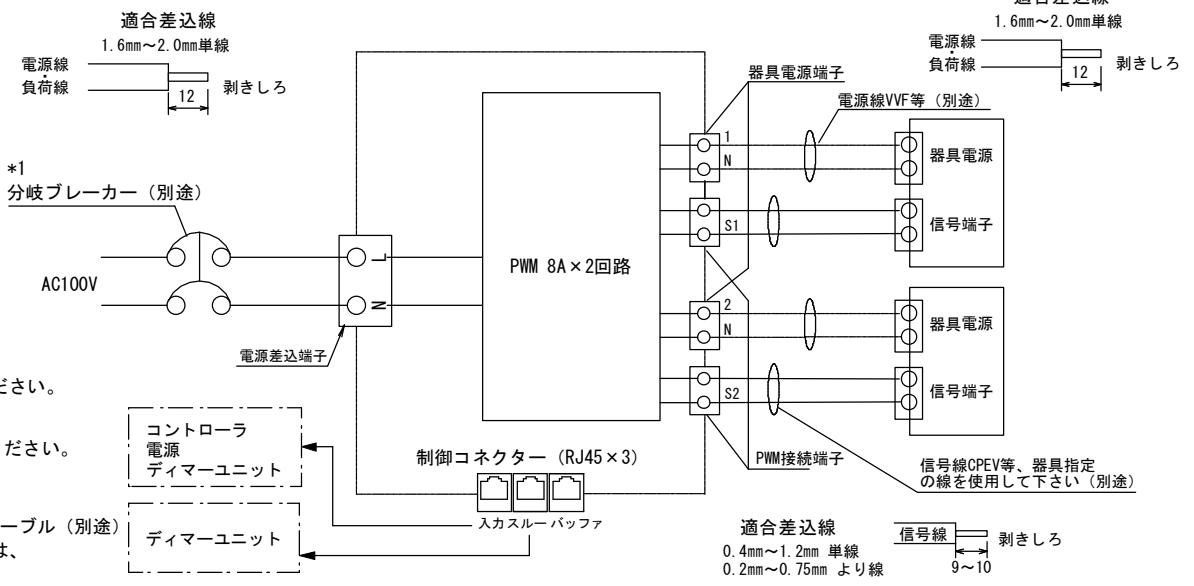 適合差込線
1.6mm～2.0mm単線
電源線
・
負荷線
12
剥きしろ
*1
分岐ブレーカー（別途）
AC100V
L
N
電源差込端子
PWM 8A×2回路
器具電源端子
1
N
S1
2
N
S2
電源線VVF等（別途）
器具電源
信号端子
器具電源
信号端子
1.6mm～2.0mm単線
電源線
・
負荷線
12
剥きしろ
ださい。
ださい。
ーブル（別途）
は、
コントローラ
電源
ディマーユニット
ディマーユニット
制御コネクター（RJ45×3）
入力 スルー バッファ
PWM接続端子
信号線CPEV等、器具指定
の線を使用して下さい（別途）
適合差込線
0.4mm～1.2mm 単線
0.2mm～0.75mm より線
信号線
剥きしろ
9～10